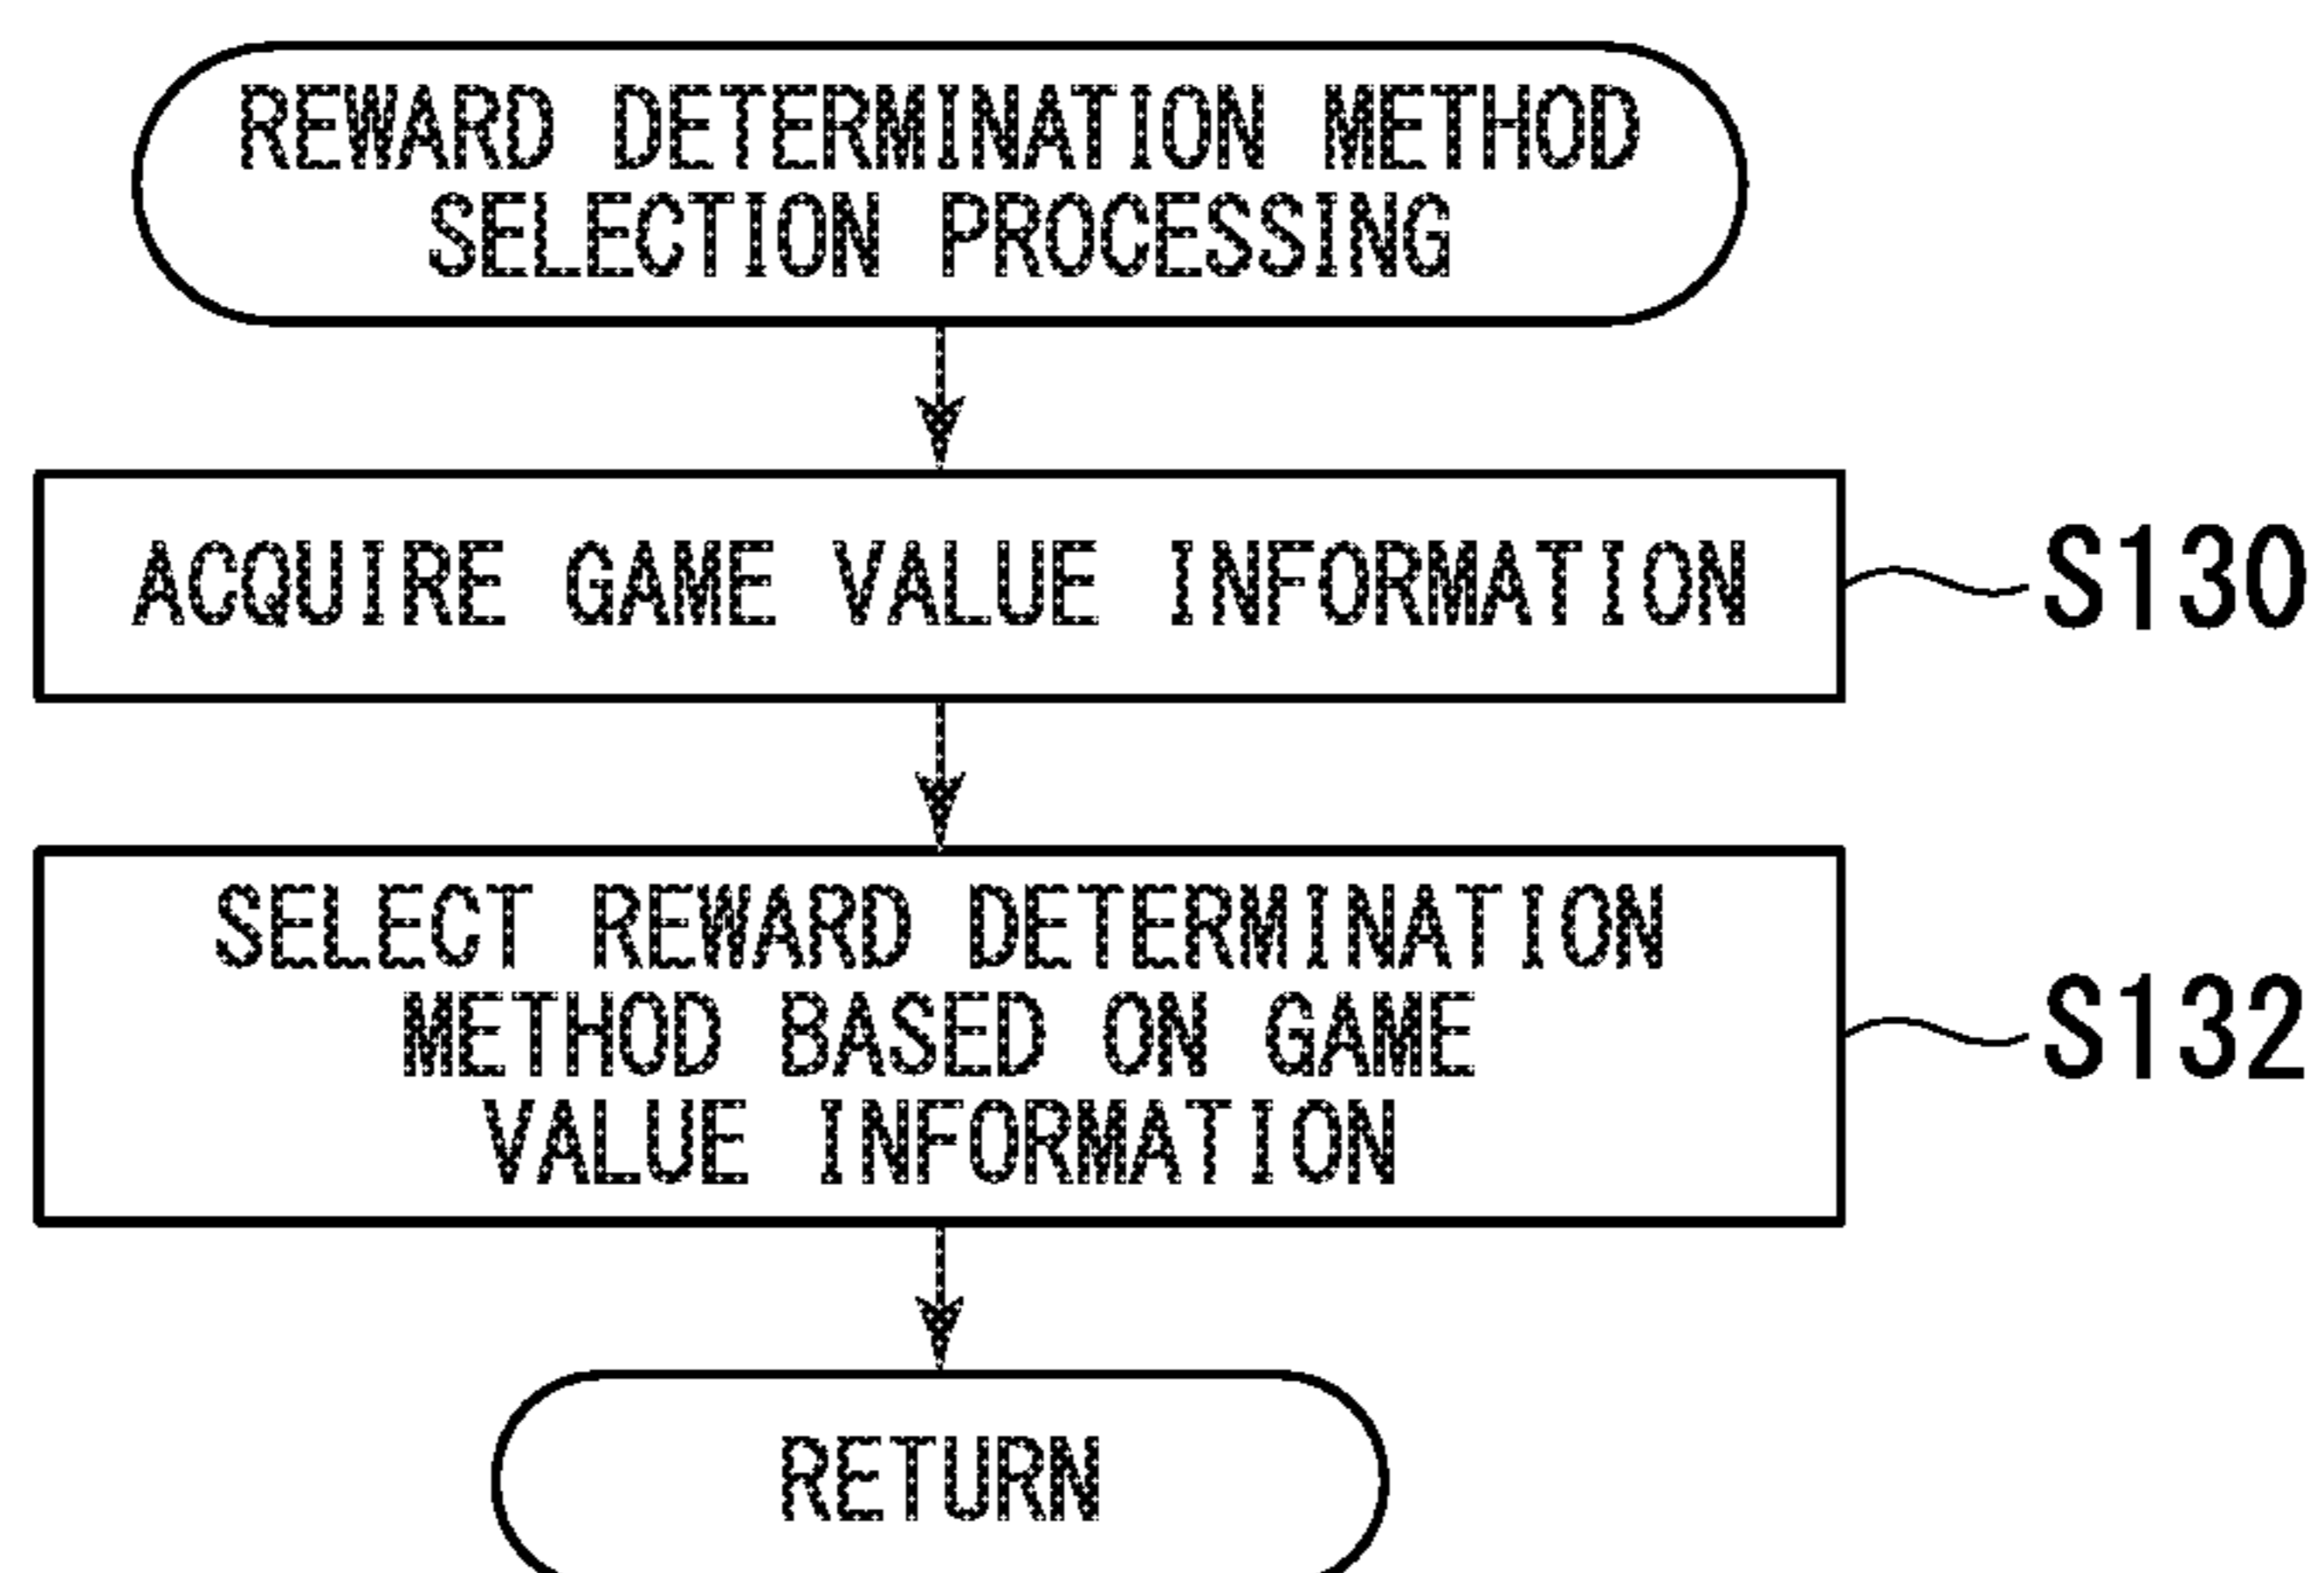 REWARD DETERMINATION METHOD
SELECTION PROCESSING
ACQUIRE GAME VALUE INFORMATION
S130
SELECT REWARD DETERMINATION
METHOD BASED ON GAME
VALUE INFORMATION
S132
RETURN